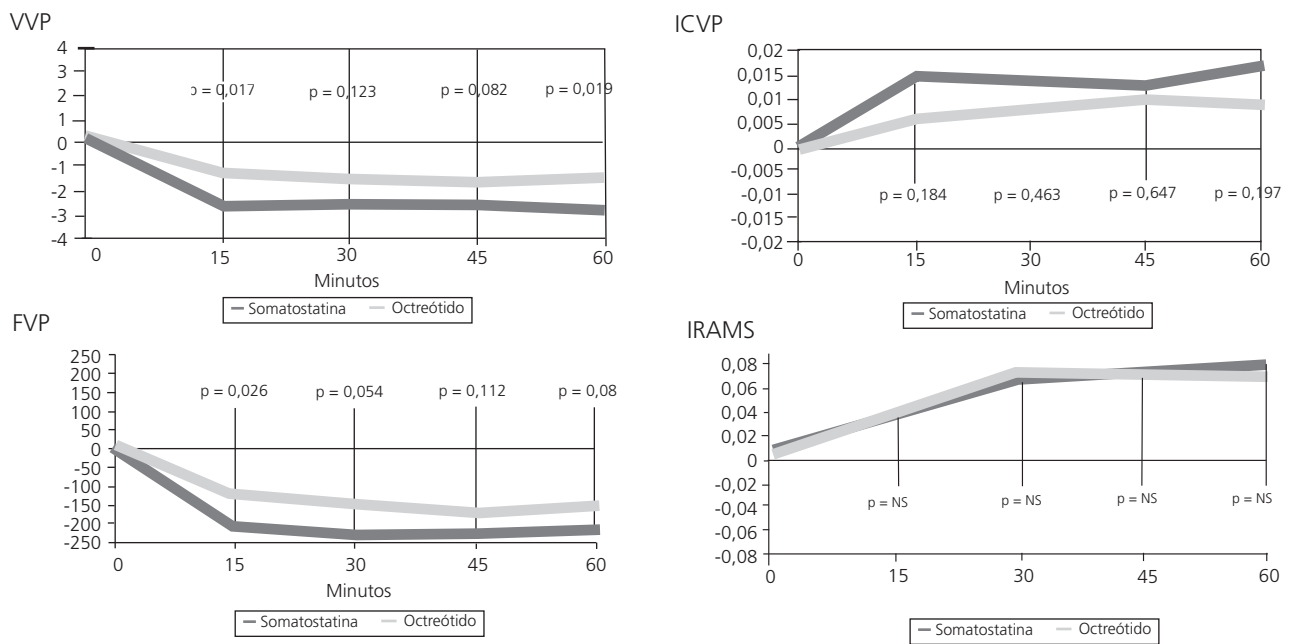 VVP
4
3
2
1
0
-1
-2
-3
-4
p = 0,017
p = 0,123
p = 0,082
p = 0,019
0
15
30
45
60
Minutos
Somatostatina
Octreótido
ICVP
0,02
0,015
0,01
0,005
0
-0,005
-0,01
-0,015
-0,02
p = 0,184
p = 0,463
p = 0,647
p = 0,197
0
15
30
45
60
Minutos
Somatostatina
Octreótido
FVP
250
200
150
100
50
0
-50
-100
-150
-200
-250
p = 0,026
p = 0,054
p = 0,112
p = 0,08
0
15
30
45
60
Minutos
Somatostatina
Octreótido
IRAMS
0,08
0,06
0,04
0,02
0
-0,02
-0,04
-0,06
-0,08
p = NS
p = NS
p = NS
p = NS
0
15
30
45
60
Somatostatina
Octreótido